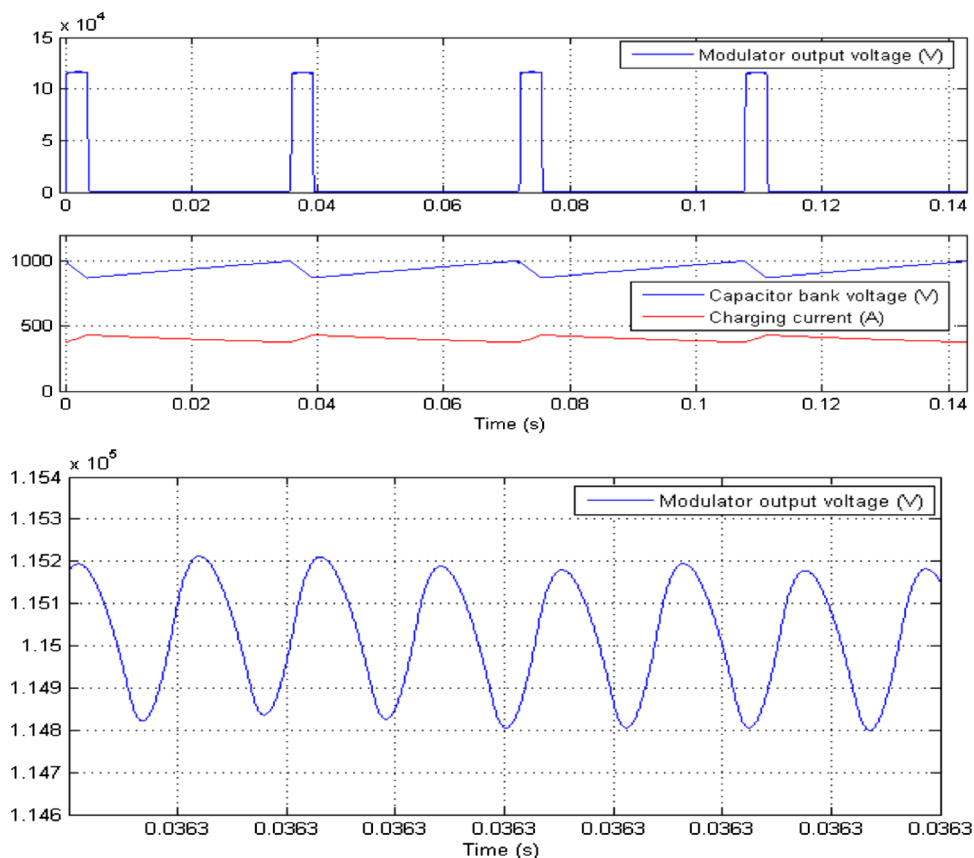 x 10^4
15
Modulator output voltage (V)
10
5
0
0 0.02 0.04 0.06 0.08 0.1 0.12 0.14
1000
Capacitor bank voltage (V)
500
Charging current (A)
0
0 0.02 0.04 0.06 0.08 0.1 0.12 0.14
Time (s)
x 10^5
1.154
Modulator output voltage (V)
1.153
1.152
1.151
1.15
1.149
1.148
1.147
1.146
0.0363 0.0363 0.0363 0.0363 0.0363 0.0363 0.0363 0.0363
Time (s)